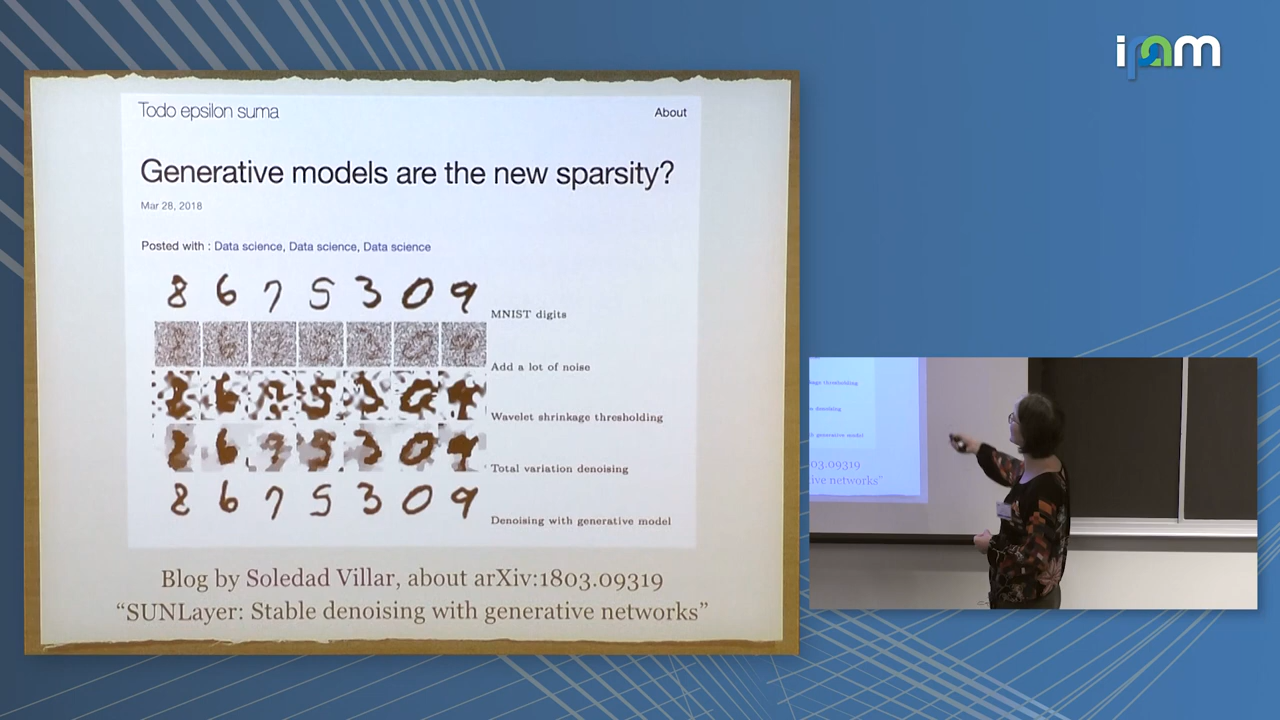 ipam
Todo epsilon suma
About
Generative models are the new sparsity?
Mar 28, 2018
Posted with : Data science, Data science, Data science
8 6 7 5 3 0 9
MNIST digits
Add a lot of noise
Wavelet shrinkage thresholding
Total variation denoising
8 6 7 5 3 0 9
Denoising with generative model
Blog by Soledad Villar, about arXiv:1803.09319
“SUNLayer: Stable denoising with generative networks”
thresholding
denoising
generative model
03.09319
ive networks”